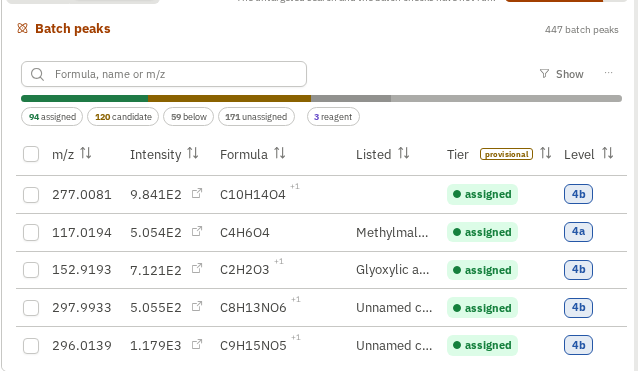 Batch peaks
447 batch peaks
Formula, name or m/z
Show
94 assigned 120 candidate 59 below 171 unassigned 3 reagent
m/z Intensity Formula Listed Tier provisional Level
277.0081 9.841E2 C10H14O4 +1 assigned 4b
117.0194 5.054E2 C4H6O4 Methylmal... assigned 4a
152.9193 7.121E2 C2H2O3 +1 Glyoxylic a... assigned 4b
297.9933 5.055E2 C8H13NO6 +1 Unnamed c... assigned 4b
296.0139 1.179E3 C9H15NO5 +1 Unnamed c... assigned 4b